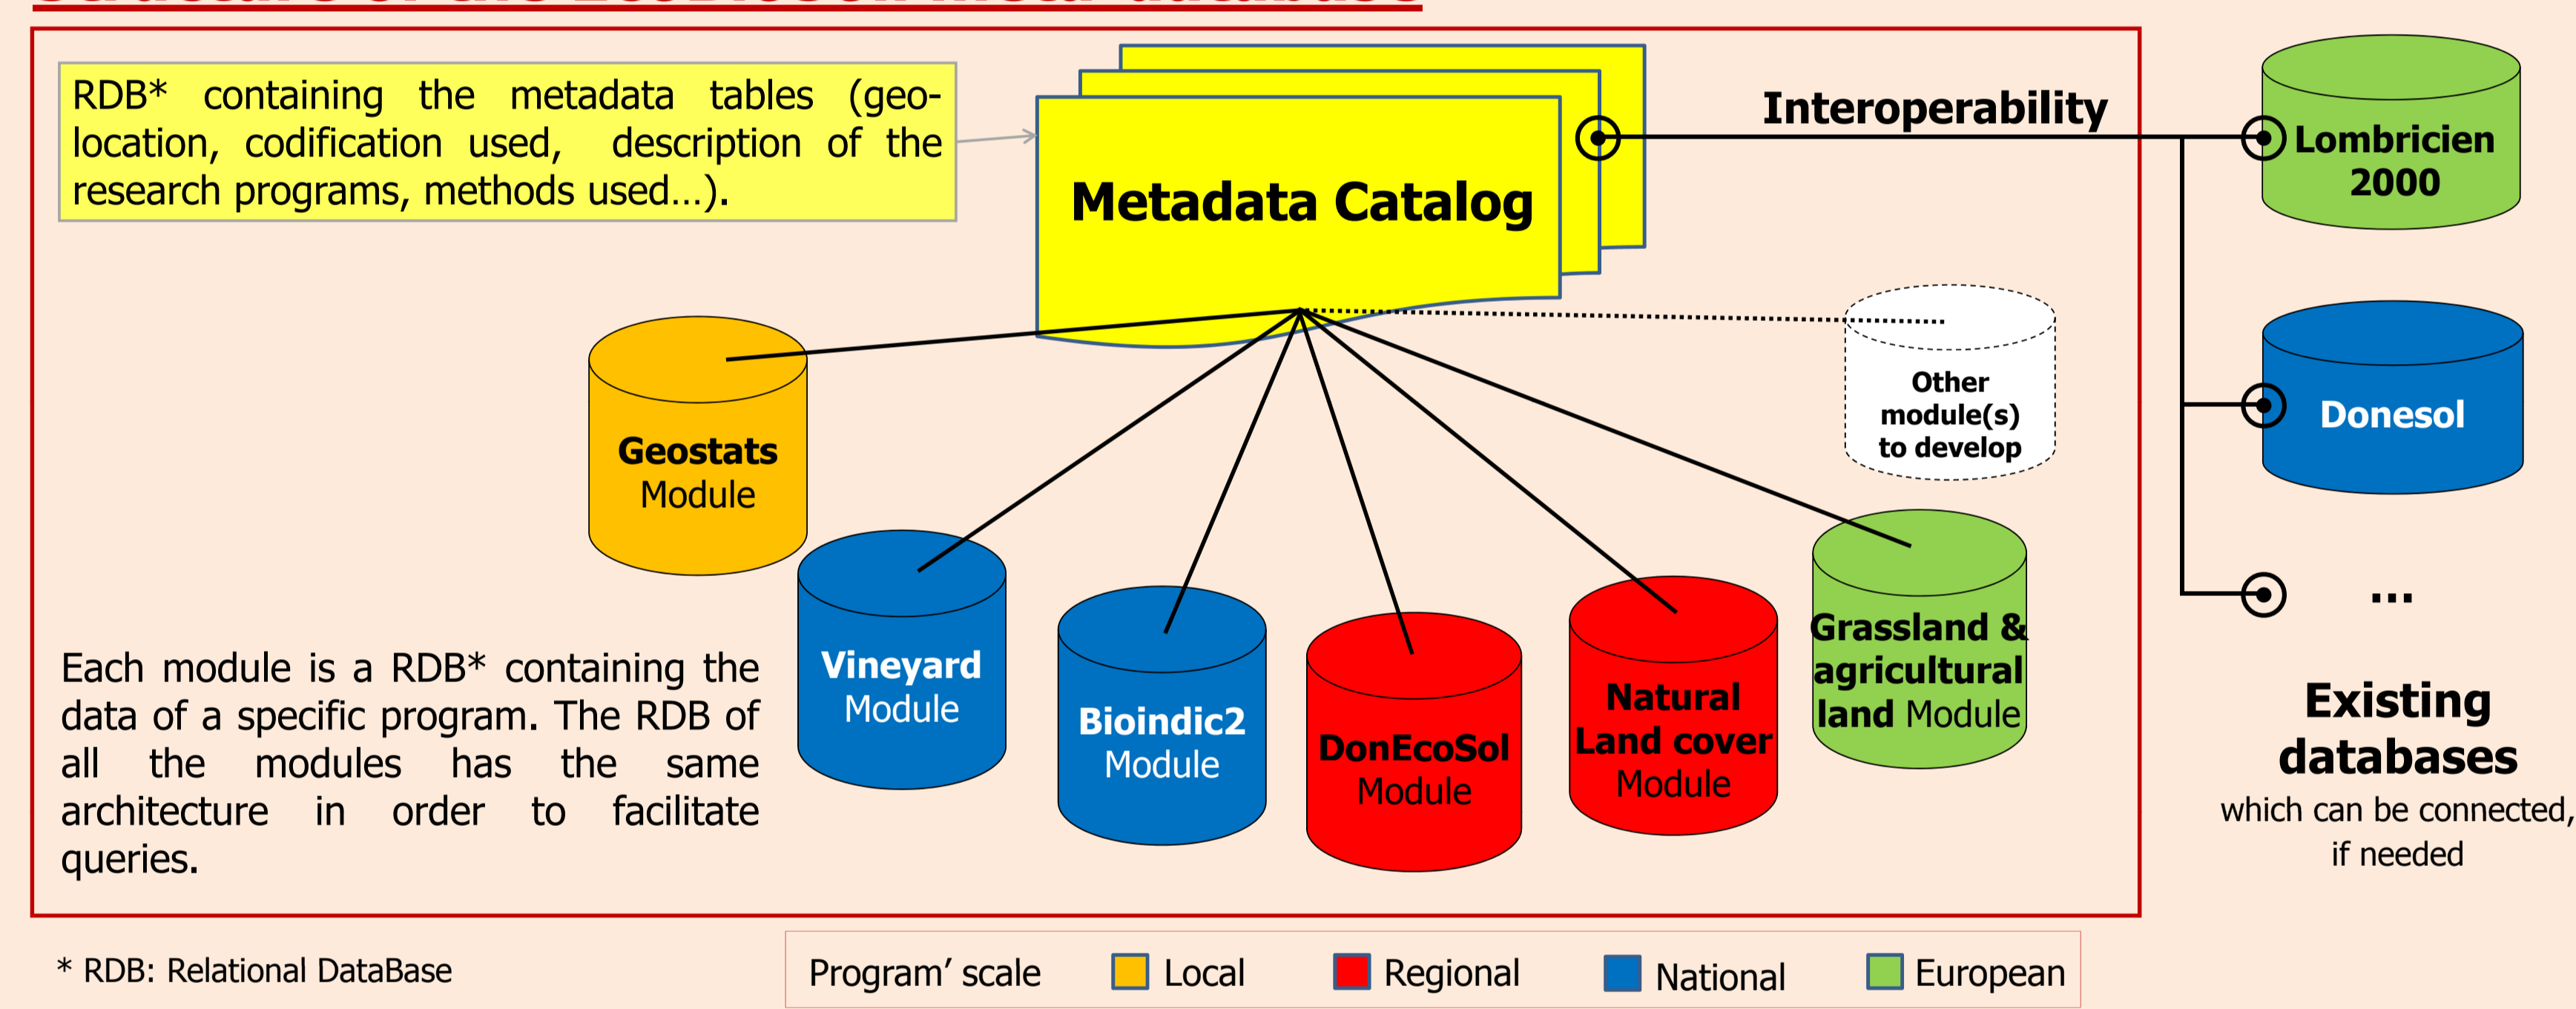 RDB* containing the metadata tables (geo-
location, codification used, description of the
research programs, methods used...).
Metadata Catalog
Interoperability
Lombricien
2000
Donesol
...
Existing
databases
which can be connected,
if needed
Geostats
Module
Vineyard
Module
Bioindic2
Module
DonEcoSol
Module
Natural
Land cover
Module
Grassland &
agricultural
land Module
Other
module(s)
to develop
Each module is a RDB* containing the
data of a specific program. The RDB of
all the modules has the same
architecture in order to facilitate
queries.
* RDB: Relational DataBase
Program’ scale
Local
Regional
National
European